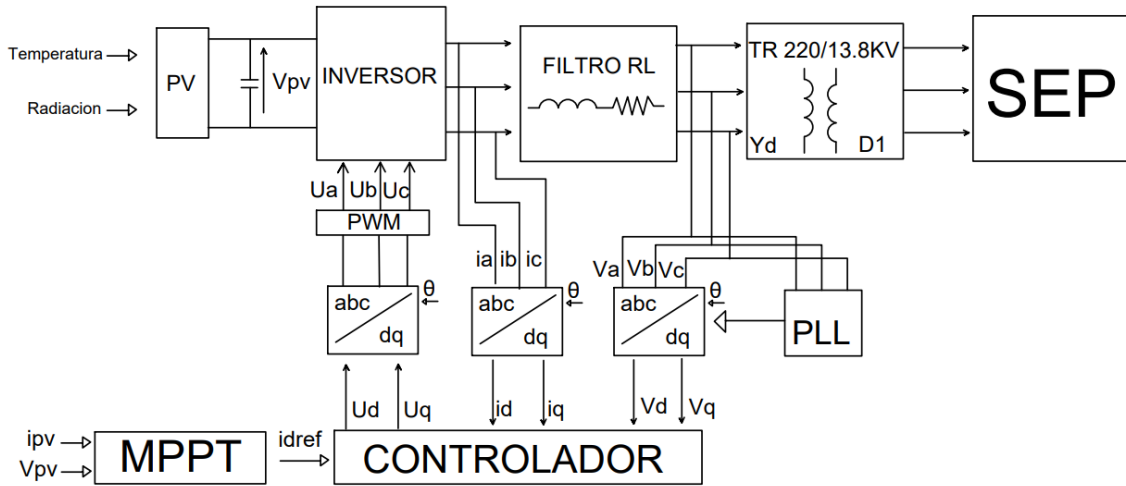 Temperatura
Radiacion
PV
Vpv
INVERSOR
FILTRO RL
TR 220/13.8KV
Yd
D1
SEP
Ua
Ub
Uc
PWM
ia
ib
ic
Va
Vb
Vc
abc
dq
θ
abc
dq
θ
abc
dq
θ
PLL
Ud
Uq
id
iq
Vd
Vq
ipv
Vpv
MPPT
idref
CONTROLADOR